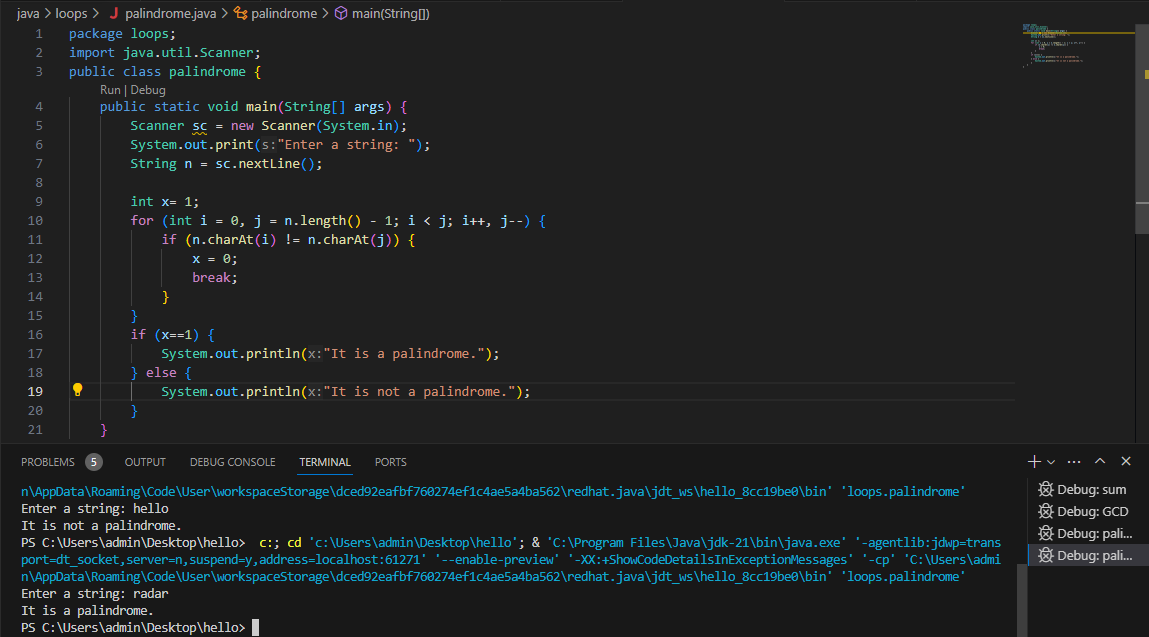 java > loops > J palindrome.java > palindrome > main(String[])
1 package loops;
2 import java.util.Scanner;
3 public class palindrome {
Run | Debug
4 public static void main(String[] args) {
5 Scanner sc = new Scanner(System.in);
6 System.out.print(s:"Enter a string: ");
7 String n = sc.nextLine();
8
9 int x= 1;
10 for (int i = 0, j = n.length() - 1; i < j; i++, j--) {
11 if (n.charAt(i) != n.charAt(j)) {
12 x = 0;
13 break;
14 }
15 }
16 if (x==1) {
17 System.out.println(x:"It is a palindrome.");
18 } else {
19 System.out.println(x:"It is not a palindrome.");
20 }
21 }
PROBLEMS 5 OUTPUT DEBUG CONSOLE TERMINAL PORTS
n\AppData\Roaming\Code\User\workspaceStorage\dced92eafbf760274ef1c4ae5a4ba562\redhat.java\jdt_ws\hello_8cc19be0\bin' 'loops.palindrome'
Enter a string: hello
It is not a palindrome.
PS C:\Users\admin\Desktop\hello> c:; cd 'c:\Users\admin\Desktop\hello'; & 'C:\Program Files\Java\jdk-21\bin\java.exe' '-agentlib:jdwp=trans
port=dt_socket,server=n,suspend=y,address=localhost:61271' '--enable-preview' '-XX:+ShowCodeDetailsInExceptionMessages' '-cp' 'C:\Users\admi
n\AppData\Roaming\Code\User\workspaceStorage\dced92eafbf760274ef1c4ae5a4ba562\redhat.java\jdt_ws\hello_8cc19be0\bin' 'loops.palindrome'
Enter a string: radar
It is a palindrome.
PS C:\Users\admin\Desktop\hello>
Debug: sum
Debug: GCD
Debug: pali...
Debug: pali...